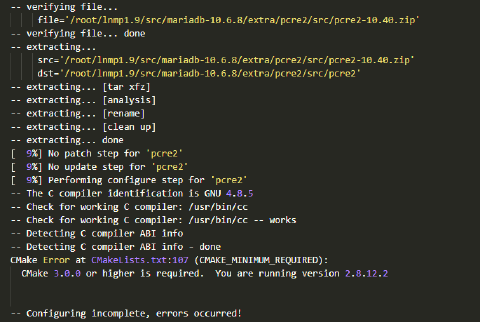 -- verifying file...
file='/root/lnmp1.9/src/mariadb-10.6.8/extra/pcre2/src/pcre2-10.40.zip'
-- verifying file... done
-- extracting...
src='/root/lnmp1.9/src/mariadb-10.6.8/extra/pcre2/src/pcre2-10.40.zip'
dst='/root/lnmp1.9/src/mariadb-10.6.8/extra/pcre2/src/pcre2'
-- extracting... [tar xfz]
-- extracting... [analysis]
-- extracting... [rename]
-- extracting... [clean up]
-- extracting... done
[  9%] No patch step for 'pcre2'
[  9%] No update step for 'pcre2'
[  9%] Performing configure step for 'pcre2'
-- The C compiler identification is GNU 4.8.5
-- Check for working C compiler: /usr/bin/cc
-- Check for working C compiler: /usr/bin/cc -- works
-- Detecting C compiler ABI info
-- Detecting C compiler ABI info - done
CMake Error at CMakeLists.txt:107 (CMAKE_MINIMUM_REQUIRED):
CMake 3.0.0 or higher is required.  You are running version 2.8.12.2
-- Configuring incomplete, errors occurred!